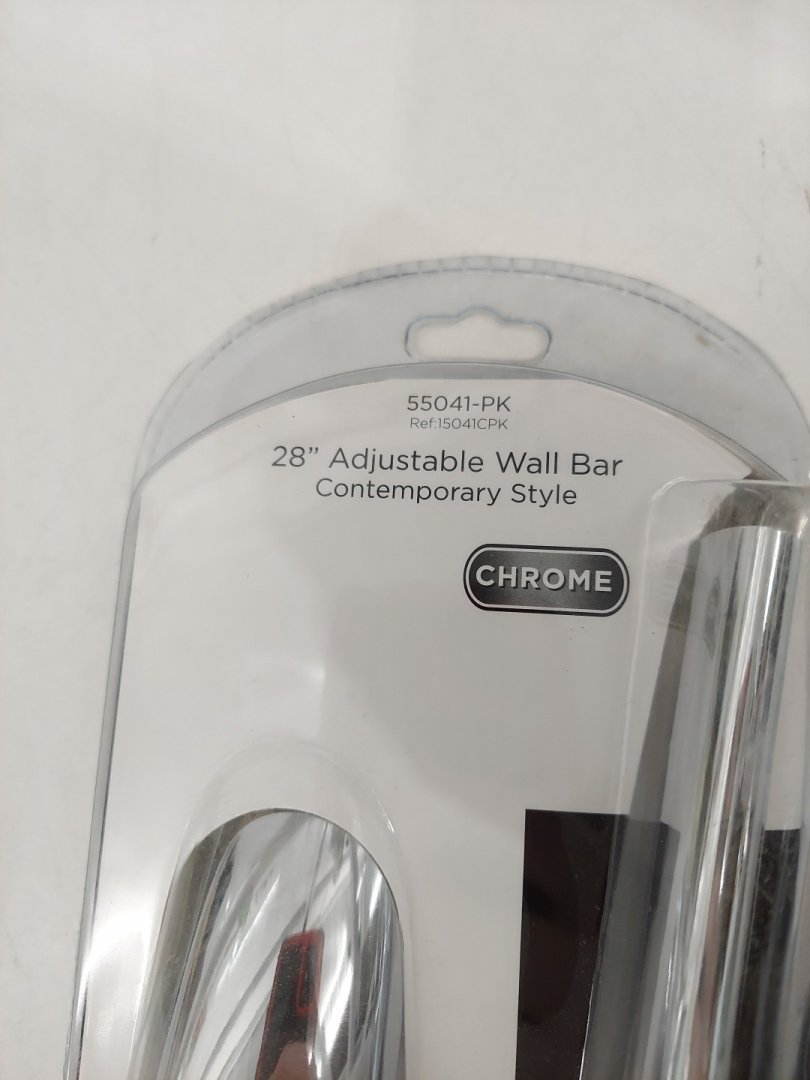 55041-PK
Ref:15041CPK
28” Adjustable Wall Bar
Contemporary Style
CHROME